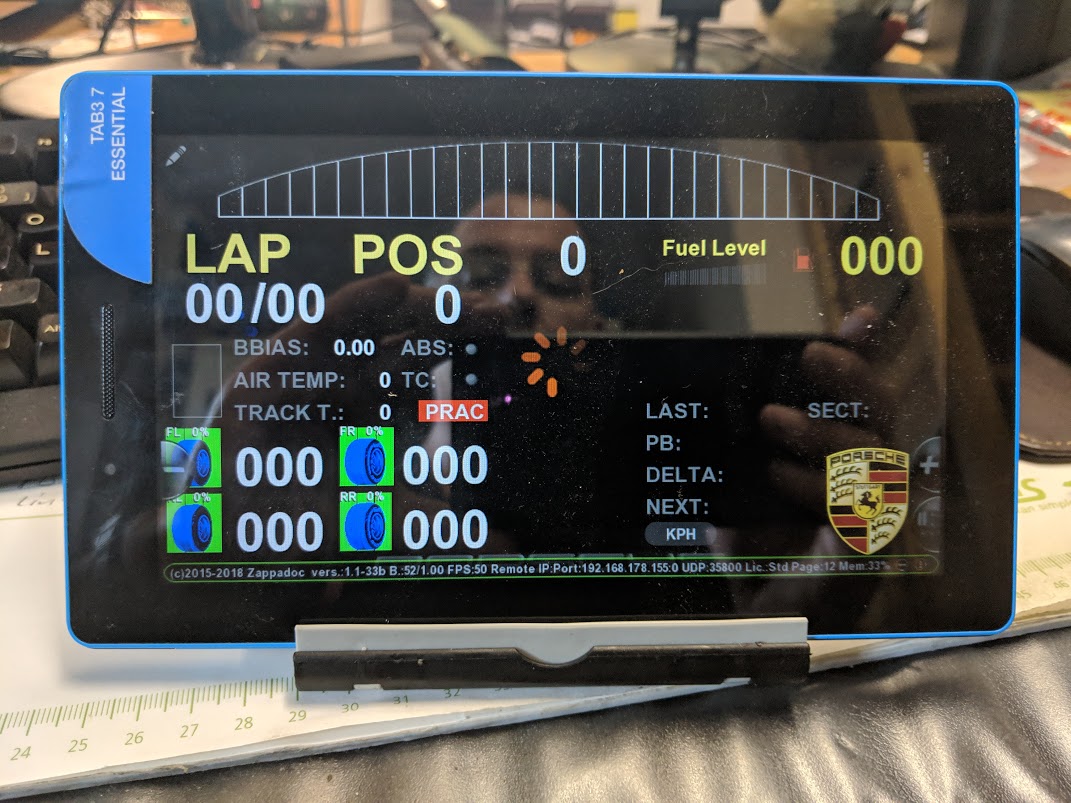 TAB3 7
ESSENTIAL
LAP POS 0 Fuel Level 000
00/00 0
BBIAS: 0.00 ABS:
AIR TEMP: 0 TC:
TRACK T.: 0 PRAC
LAST: SECT:
PB:
DELTA:
NEXT:
KPH
FL 0% FR 0%
000 000
0% RR 0%
000 000
PORSCHE
+
(c)2015-2018 Zappadoc vers.:1.1-33b B.:52/1.00 FPS:50 Remote IP:Port:192.168.178.155:0 UDP:35800 Lic.:Std Page:12 Mem:33%
24 25 26 27 28 29 30 31 32